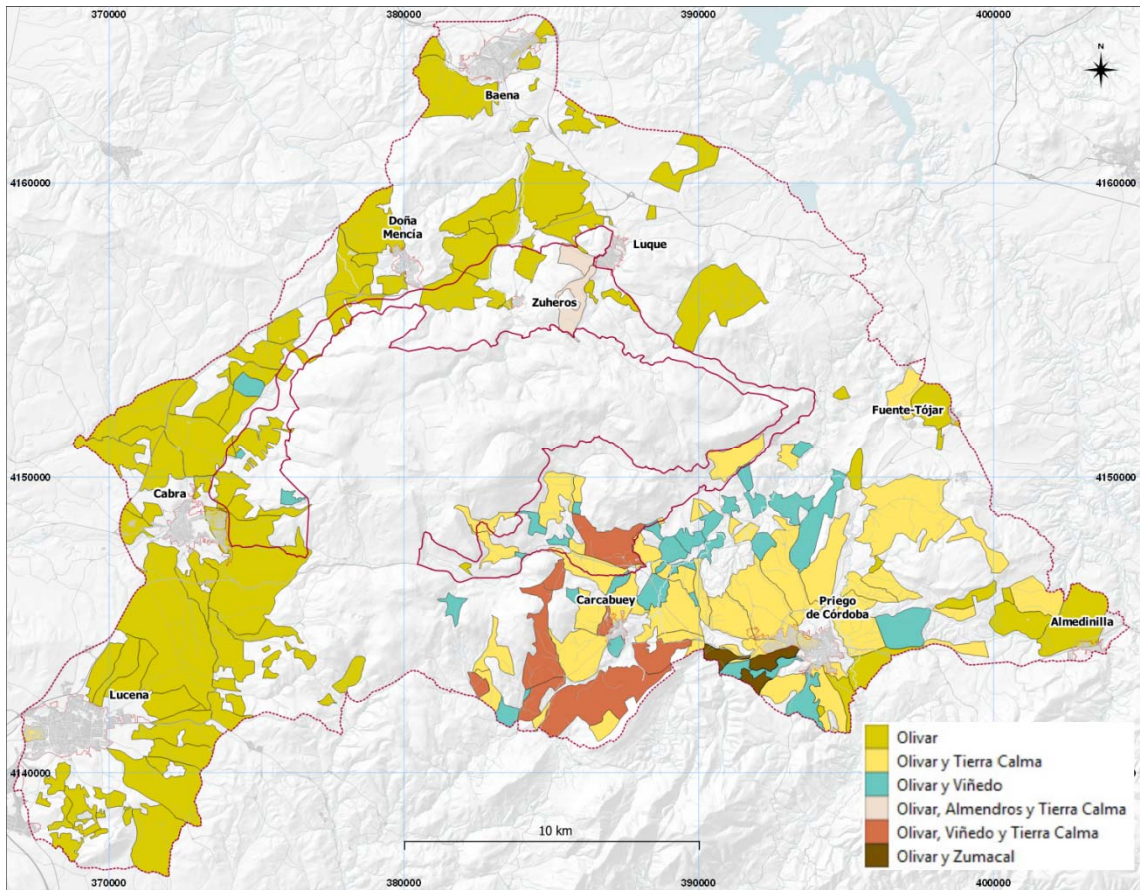 370000
380000
390000
400000
N
Baena
4160000
4160000
Doña
Mencía
Luque
Zuheros
Fuente-Tójar
4150000
4150000
Cabra
Carcabuey
Priego
de Córdoba
Almedinilla
Lucena
Olivar
Olivar y Tierra Calma
Olivar y Viñedo
Olivar, Almendros y Tierra Calma
Olivar, Viñedo y Tierra Calma
Olivar y Zumacal
4140000
10 km
370000
380000
390000
400000